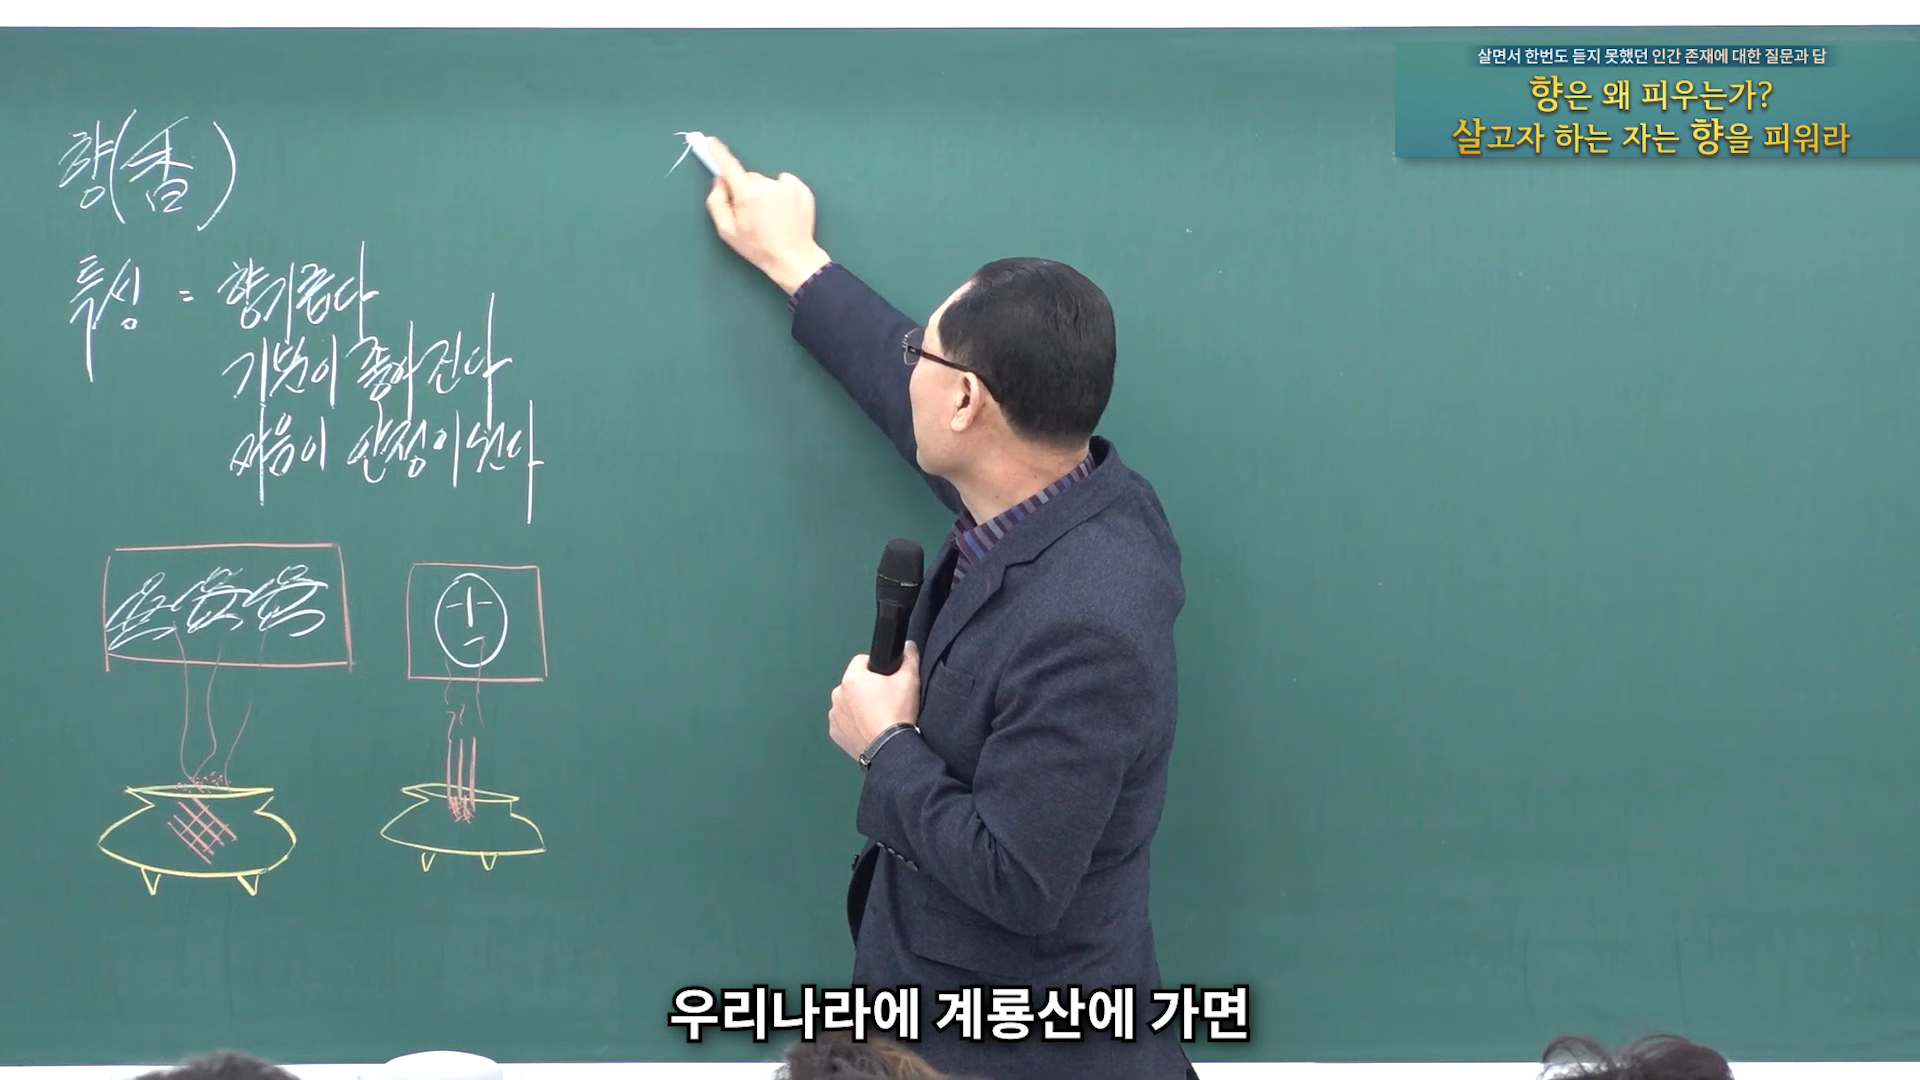 살면서 한번도 듣지 못했던 인간 존재에 대한 질문과 답
향은 왜 피우는가?
살고자 하는 자는 향을 피워라
향(香)
특성 = 향기롭다
기분이 좋아진다
마음이 안정이 된다
우리나라에 계룡산에 가면